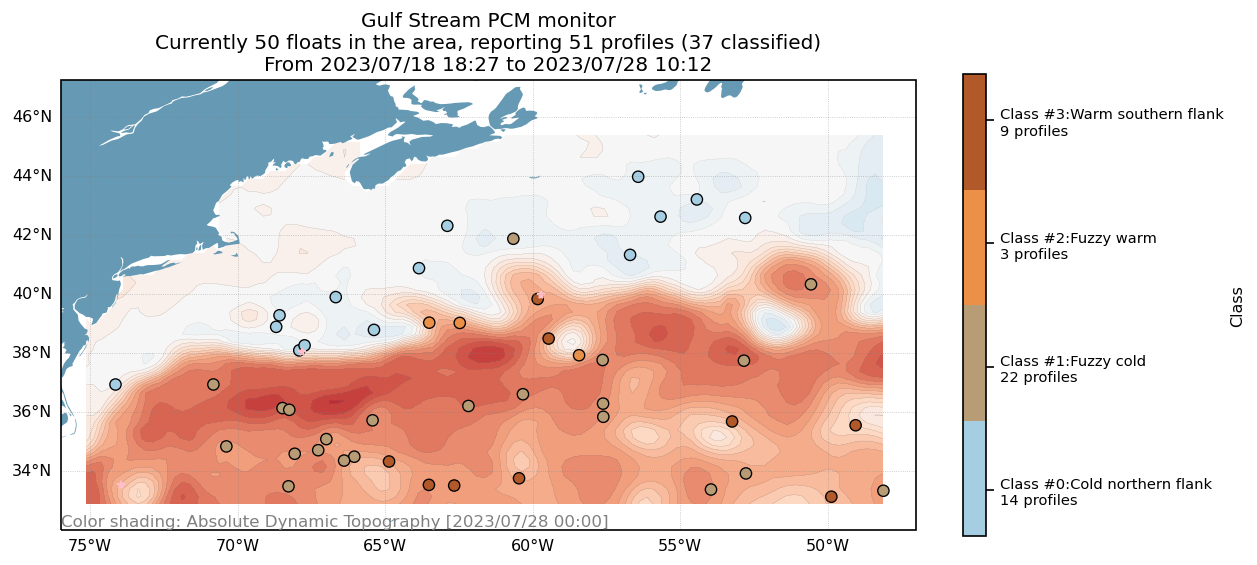 Gulf Stream PCM monitor
Currently 50 floats in the area, reporting 51 profiles (37 classified)
From 2023/07/18 18:27 to 2023/07/28 10:12
46°N
44°N
42°N
40°N
38°N
36°N
34°N
Color shading: Absolute Dynamic Topography [2023/07/28 00:00]
75°W
70°W
65°W
60°W
55°W
50°W
Class #3:Warm southern flank
9 profiles
Class #2:Fuzzy warm
3 profiles
Class #1:Fuzzy cold
22 profiles
Class #0:Cold northern flank
14 profiles
Class